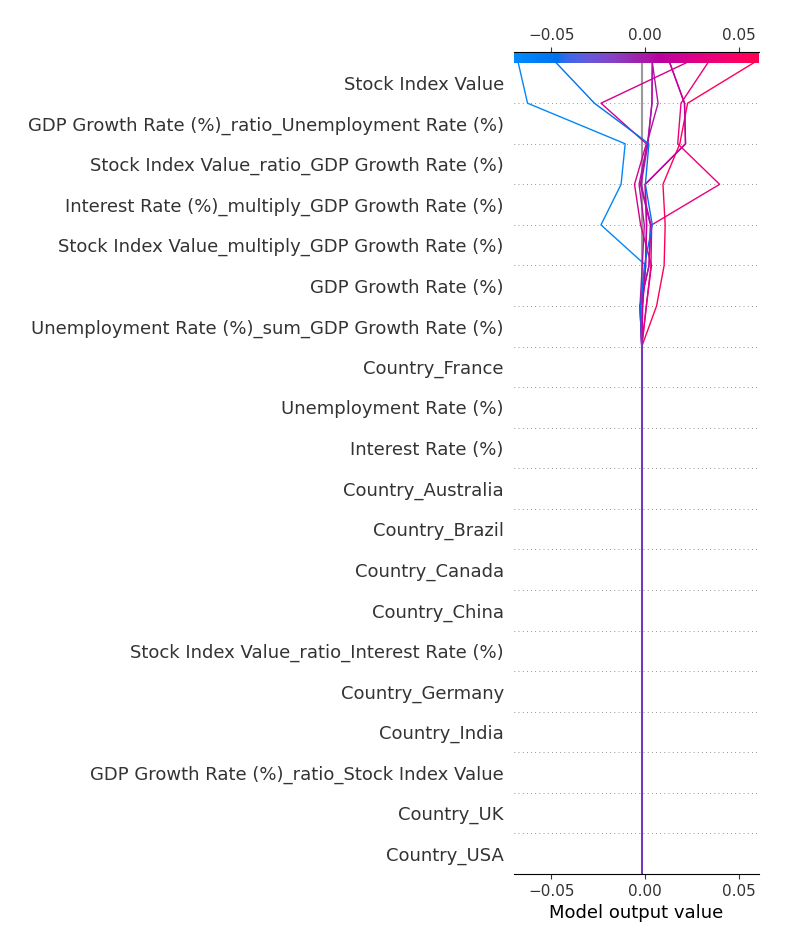 −0.05 0.00 0.05
Stock Index Value
GDP Growth Rate (%)_ratio_Unemployment Rate (%)
Stock Index Value_ratio_GDP Growth Rate (%)
Interest Rate (%)_multiply_GDP Growth Rate (%)
Stock Index Value_multiply_GDP Growth Rate (%)
GDP Growth Rate (%)
Unemployment Rate (%)_sum_GDP Growth Rate (%)
Country_France
Unemployment Rate (%)
Interest Rate (%)
Country_Australia
Country_Brazil
Country_Canada
Country_China
Stock Index Value_ratio_Interest Rate (%)
Country_Germany
Country_India
GDP Growth Rate (%)_ratio_Stock Index Value
Country_UK
Country_USA
−0.05 0.00 0.05
Model output value